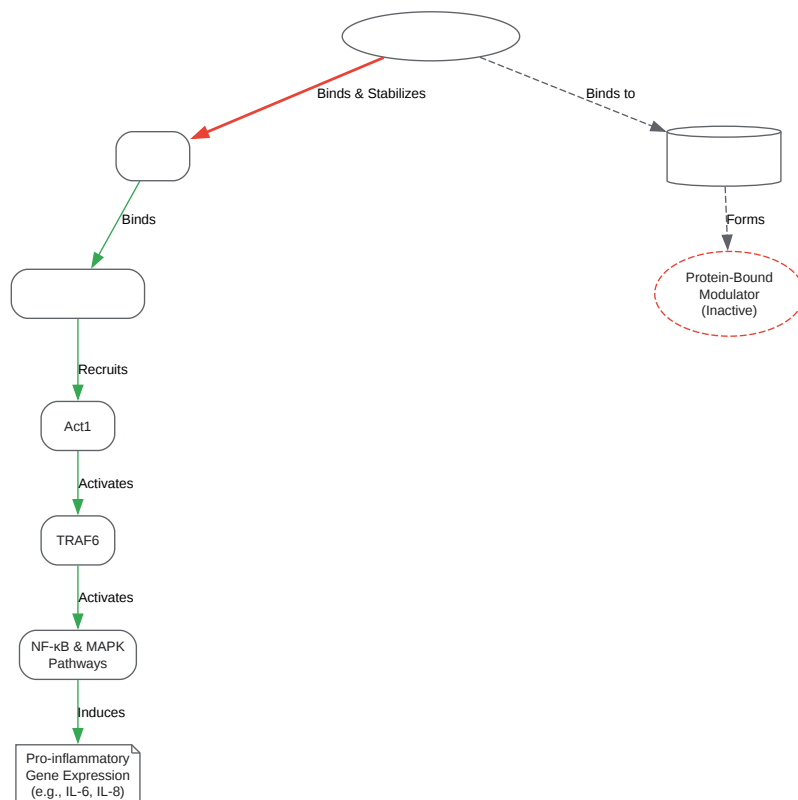 Binds & Stabilizes
Binds to
Binds
Forms
Protein-Bound
Modulator
(Inactive)
Recruits
Act1
Activates
TRAF6
Activates
NF-κB & MAPK
Pathways
Induces
Pro-inflammatory
Gene Expression
(e.g., IL-6, IL-8)